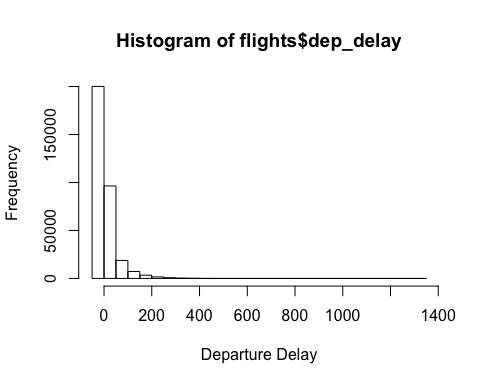 Histogram of flights$dep_delay
Frequency
150000
50000
0
0 200 400 600 800 1000 1400
Departure Delay